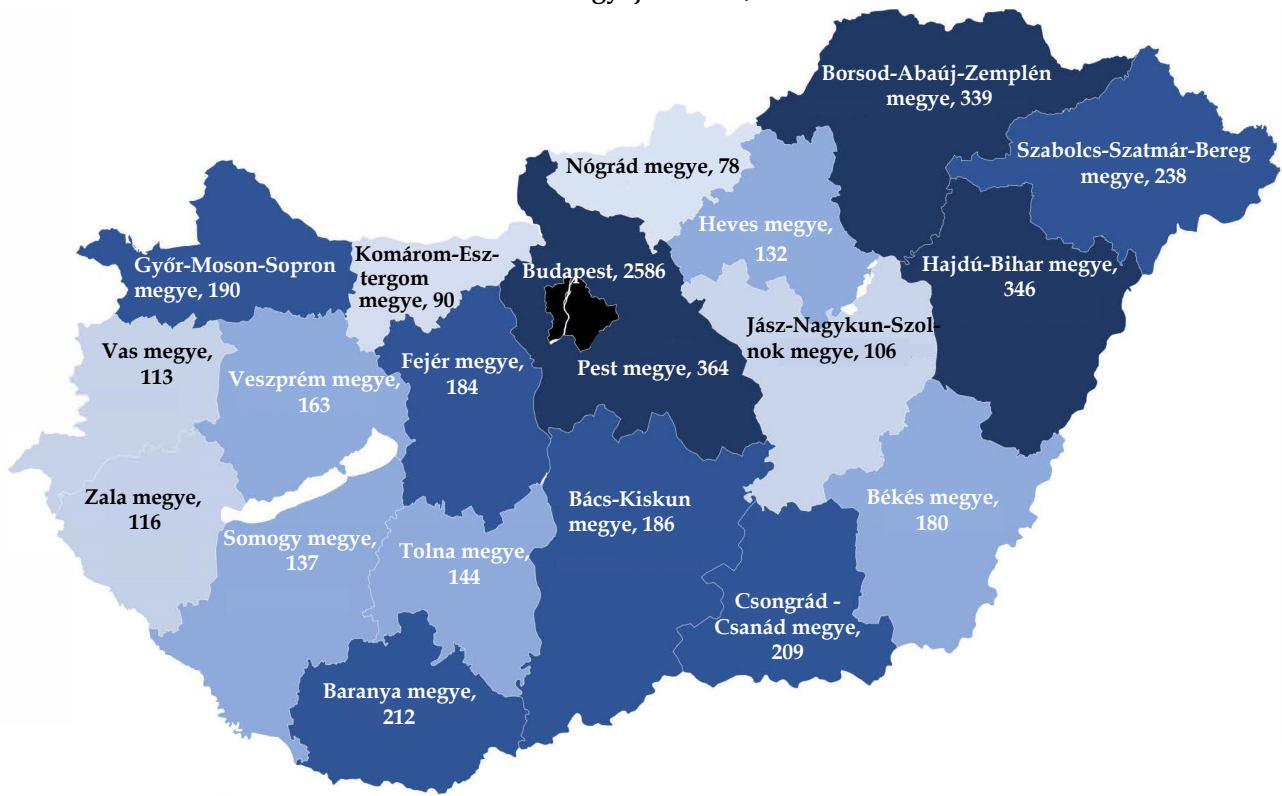 Borsod-Abaúj-Zemplén
megye, 339
Szabolcs-Szatmár-Bereg
megye, 238
Nógrád megye, 78
Heves megye,
132
Hajdú-Bihar megye,
346
Győr-Moson-Sopron
megye, 190
Komárom-Esz-
tergom
megye, 90
Budapest, 2586
Pest megye, 364
Jász-Nagykun-Szol-
nok megye, 106
Vas megye,
113
Veszprém megye,
163
Fejér megye,
184
Zala megye,
116
Somogy megye,
137
Tolna megye,
144
Bács-Kiskun
megye, 186
Békés megye,
180
Csongrád -
Csanád megye,
209
Baranya megye,
212